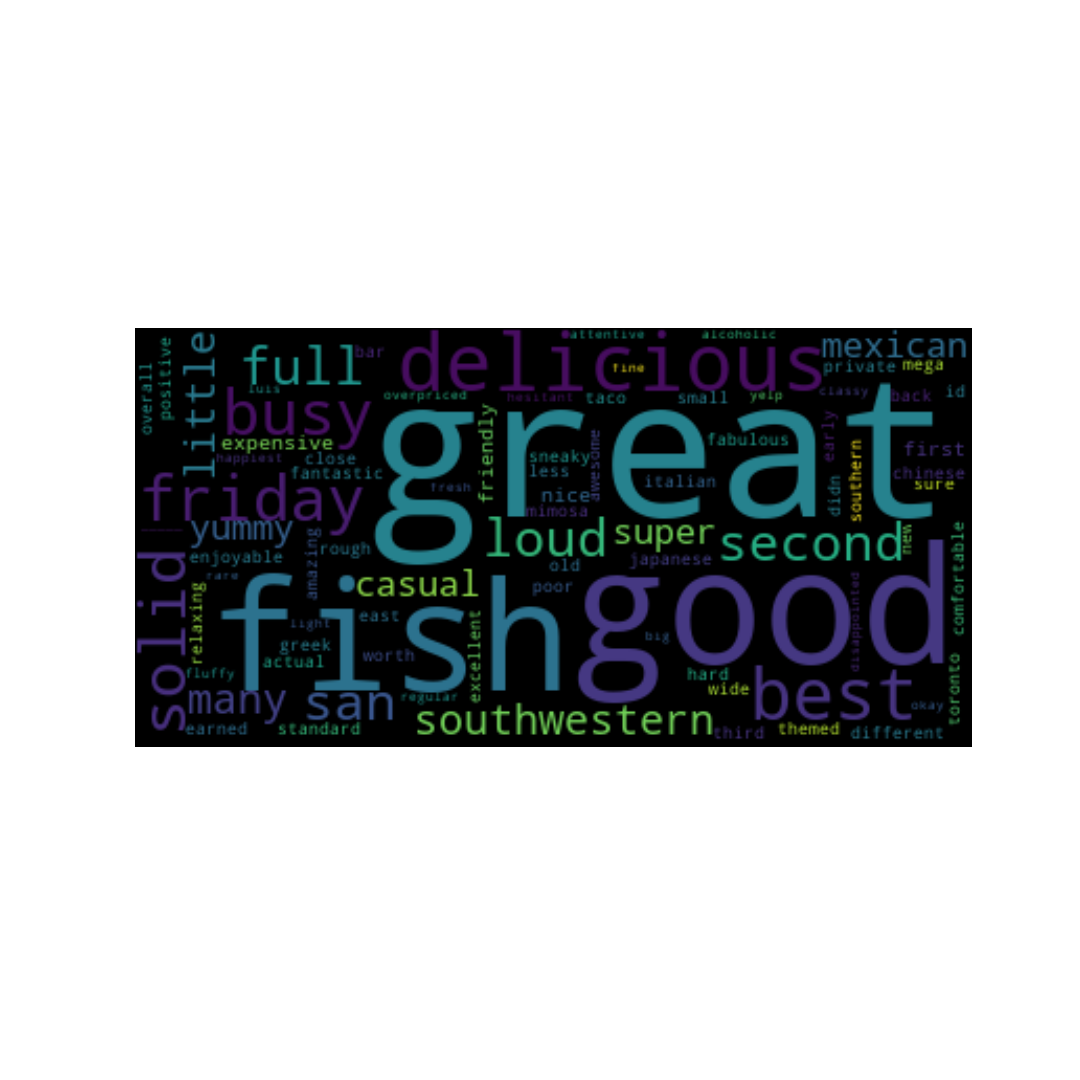 attentive
alcoholic
overall
positive
little
full
bar
delicious
mexican
fine
private
mega
luis
overpriced
hesitant
taco
small
yelp
classy
back
id
busy
great
expensive
friendly
fabulous
early
first
happiest
close
sneaky
awesome
fantastic
less
italian
southern
chinese
sure
friday
fresh
nice
didn
mimosa
yummy
loud
super
second
new
comfortable
enjoyable
amazing
rough
old
japanese
solid
rare
relaxing
casual
poor
disappointed
fish
good
light
east
excellent
big
greek
actual
worth
fluffy
hard
wide
toronto
many
san
regular
best
okay
earned
standard
southwestern
third
themed
different